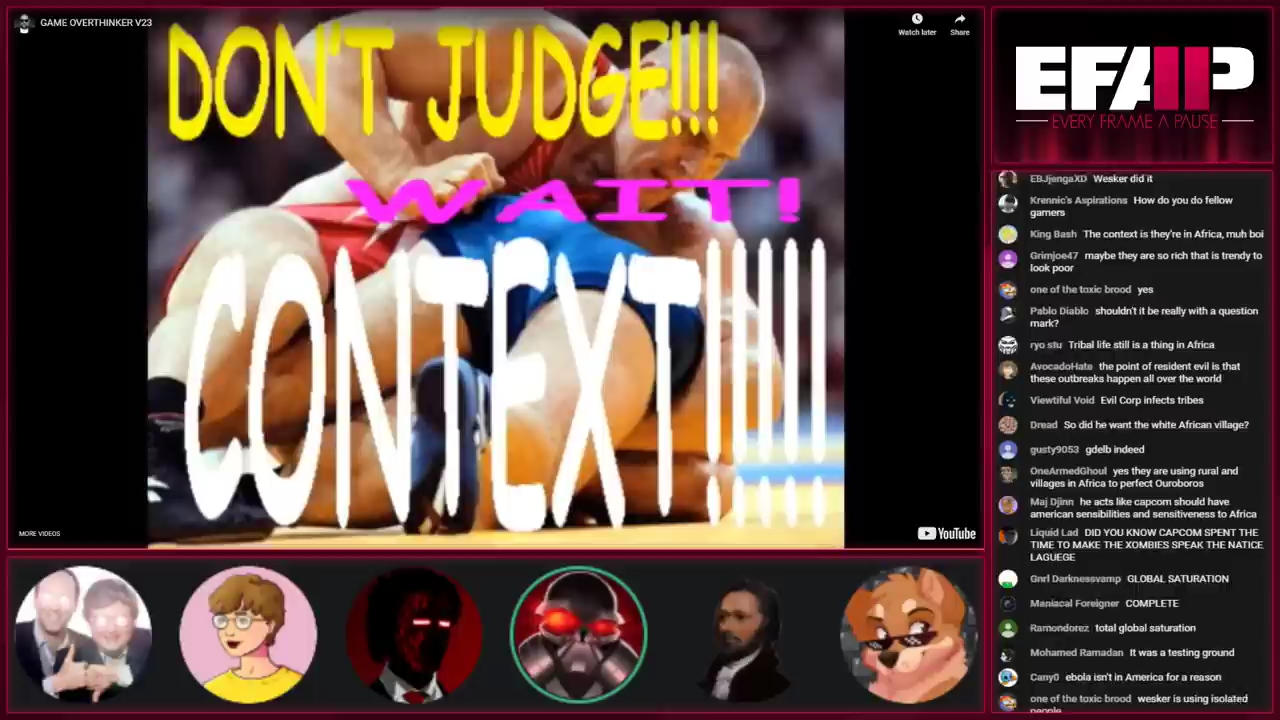 GAME OVERTHINKER V23
Watch later
Share
DON'T JUDGE!!!
WAIT!
CONTEXT!!!!!
MORE VIDEOS
YouTube
EFAP
EVERY FRAME A PAUSE
EBJjengaXD Wesker did it
Krennic's Aspirations How do you do fellow
gamers
King Bash The context is they're in Africa, muh boi
Grimjoe47 maybe they are so rich that is trendy to
look poor
one of the toxic brood yes
Pablo Diablo shouldn't it be really with a question
mark?
ryo sfu Tribal life still is a thing in Africa
AvocadoHate the point of resident evil is that
these outbreaks happen all over the world
Viewtiful Void Evil Corp infects tribes
Dread So did he want the white African village?
gusty9053 gdelb indeed
OneArmedGhoul yes they are using rural and
villages in Africa to perfect Ouroboros
Maj Djinn he acts like capcom should have
american sensibilities and sensitiveness to Africa
Liquid Lad DID YOU KNOW CAPCOM SPENT THE
TIME TO MAKE THE XOMBIES SPEAK THE NATICE
LAGUEGE
Gnrl Darknessvamp GLOBAL SATURATION
Maniacal Foreigner COMPLETE
Ramondorez total global saturation
Mohamed Ramadan It was a testing ground
Cany0 ebola isn't in America for a reason
one of the toxic brood wesker is using isolated
people